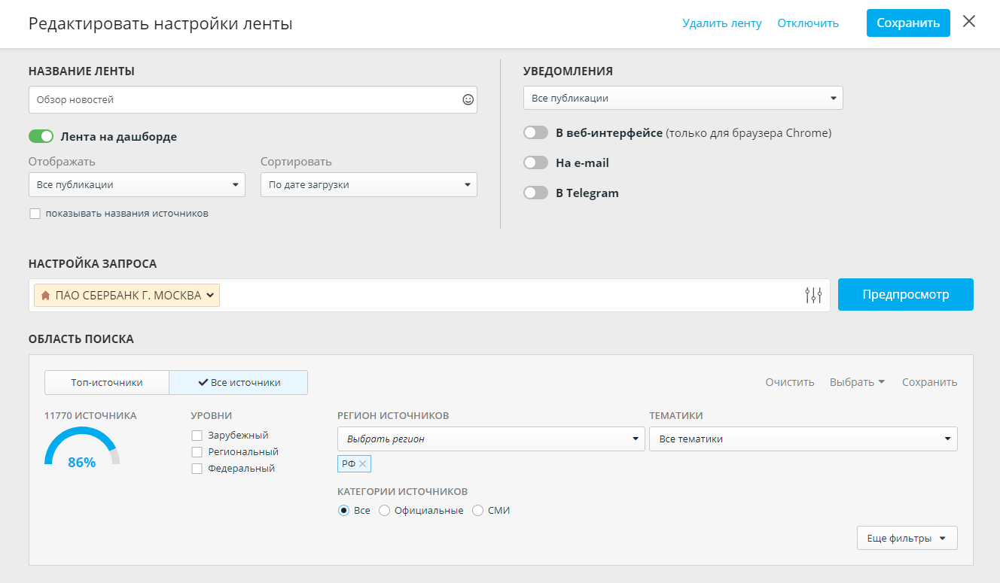 Редактировать настройки ленты
Удалить ленту
Отключить
Сохранить
НАЗВАНИЕ ЛЕНТЫ
Обзор новостей
Лента на дашборде
Отображать
Сортировать
Все публикации
По дате загрузки
показывать названия источников
УВЕДОМЛЕНИЯ
Все публикации
В веб-интерфейсе (только для браузера Chrome)
На e-mail
В Telegram
НАСТРОЙКА ЗАПРОСА
ПАО СБЕРБАНК Г. МОСКВА
Предпросмотр
ОБЛАСТЬ ПОИСКА
Топ-источники
Все источники
Очистить
Выбрать
Сохранить
11770 ИСТОЧНИКА
86%
УРОВНИ
Зарубежный
Региональный
Федеральный
РЕГИОН ИСТОЧНИКОВ
Выбрать регион
РФ
ТЕМАТИКИ
Все тематики
КАТЕГОРИИ ИСТОЧНИКОВ
Все
Официальные
СМИ
Еще фильтры